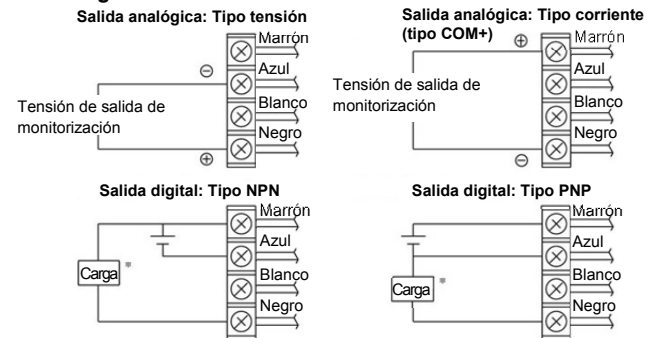 Salida analógica: Tipo tensión
Marrón
⊖
Azul
Tensión de salida de
monitorización
Blanco
Negro
⊕
Salida analógica: Tipo corriente
(tipo COM+)
⊕
Marrón
Azul
Tensión de salida de
monitorización
Blanco
Negro
⊖
Salida digital: Tipo NPN
Marrón
Azul
Carga *
Blanco
Negro
Salida digital: Tipo PNP
Marrón
Azul
Carga *
Blanco
Negro